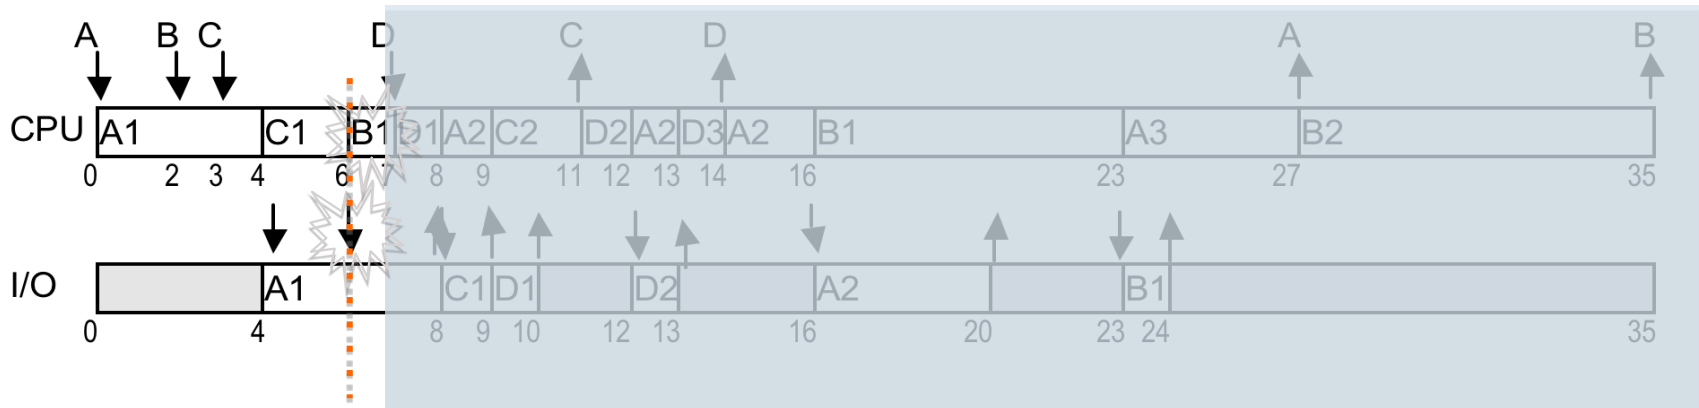 A B C D C D A B
CPU A1 C1 B1 D1 A2 C2 D2 A2 D3 A2 B1 A3 B2
0 2 3 4 6 7 8 9 11 12 13 14 16 23 27 35
I/O A1 C1 D1 D2 A2 B1
0 4 8 9 10 12 13 16 20 23 24 35